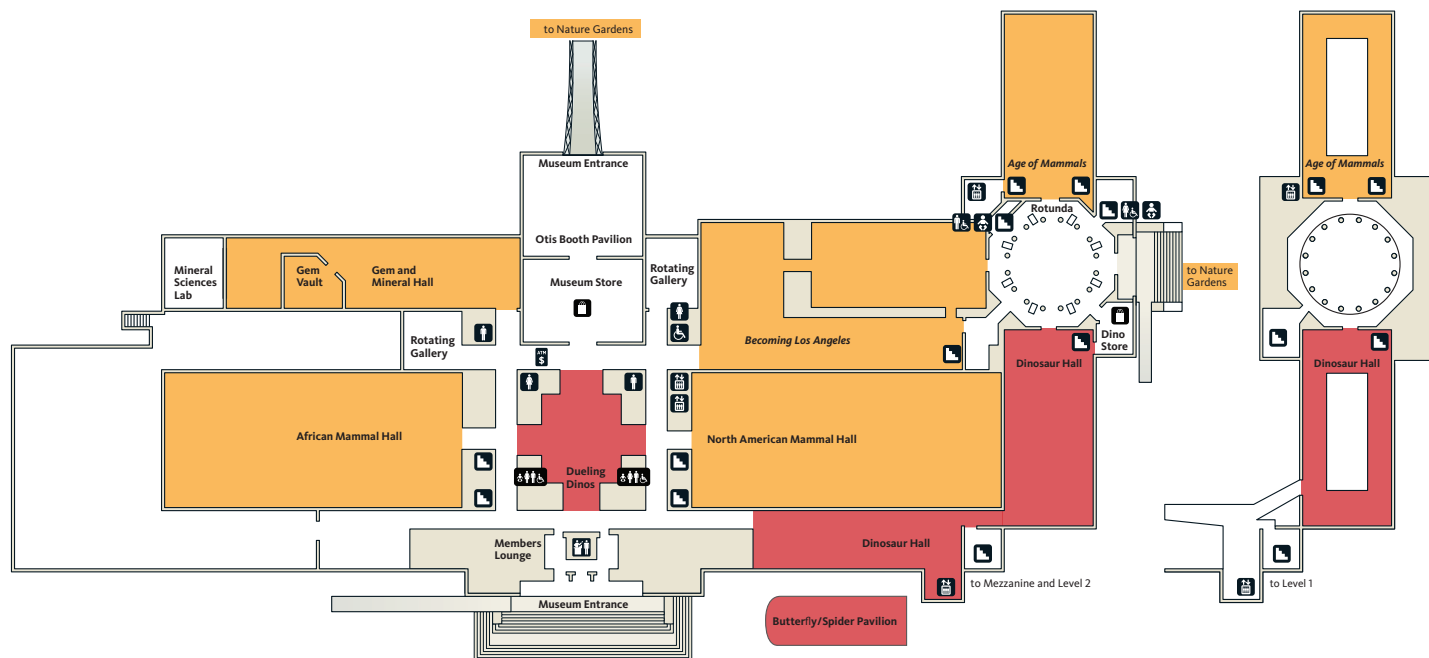 to Nature Gardens
Museum Entrance
Age of Mammals
Age of Mammals
Rotunda
Otis Booth Pavilion
Mineral
Sciences
Lab
Gem
Vault
Gem and
Mineral Hall
Museum Store
Rotating
Gallery
to Nature
Gardens
Rotating
Gallery
ATM
$
Becoming Los Angeles
Dino
Store
Dinosaur Hall
Dinosaur Hall
African Mammal Hall
North American Mammal Hall
Dueling
Dinos
Members
Lounge
Dinosaur Hall
to Mezzanine and Level 2
to Level 1
Museum Entrance
Butterfly/Spider Pavilion